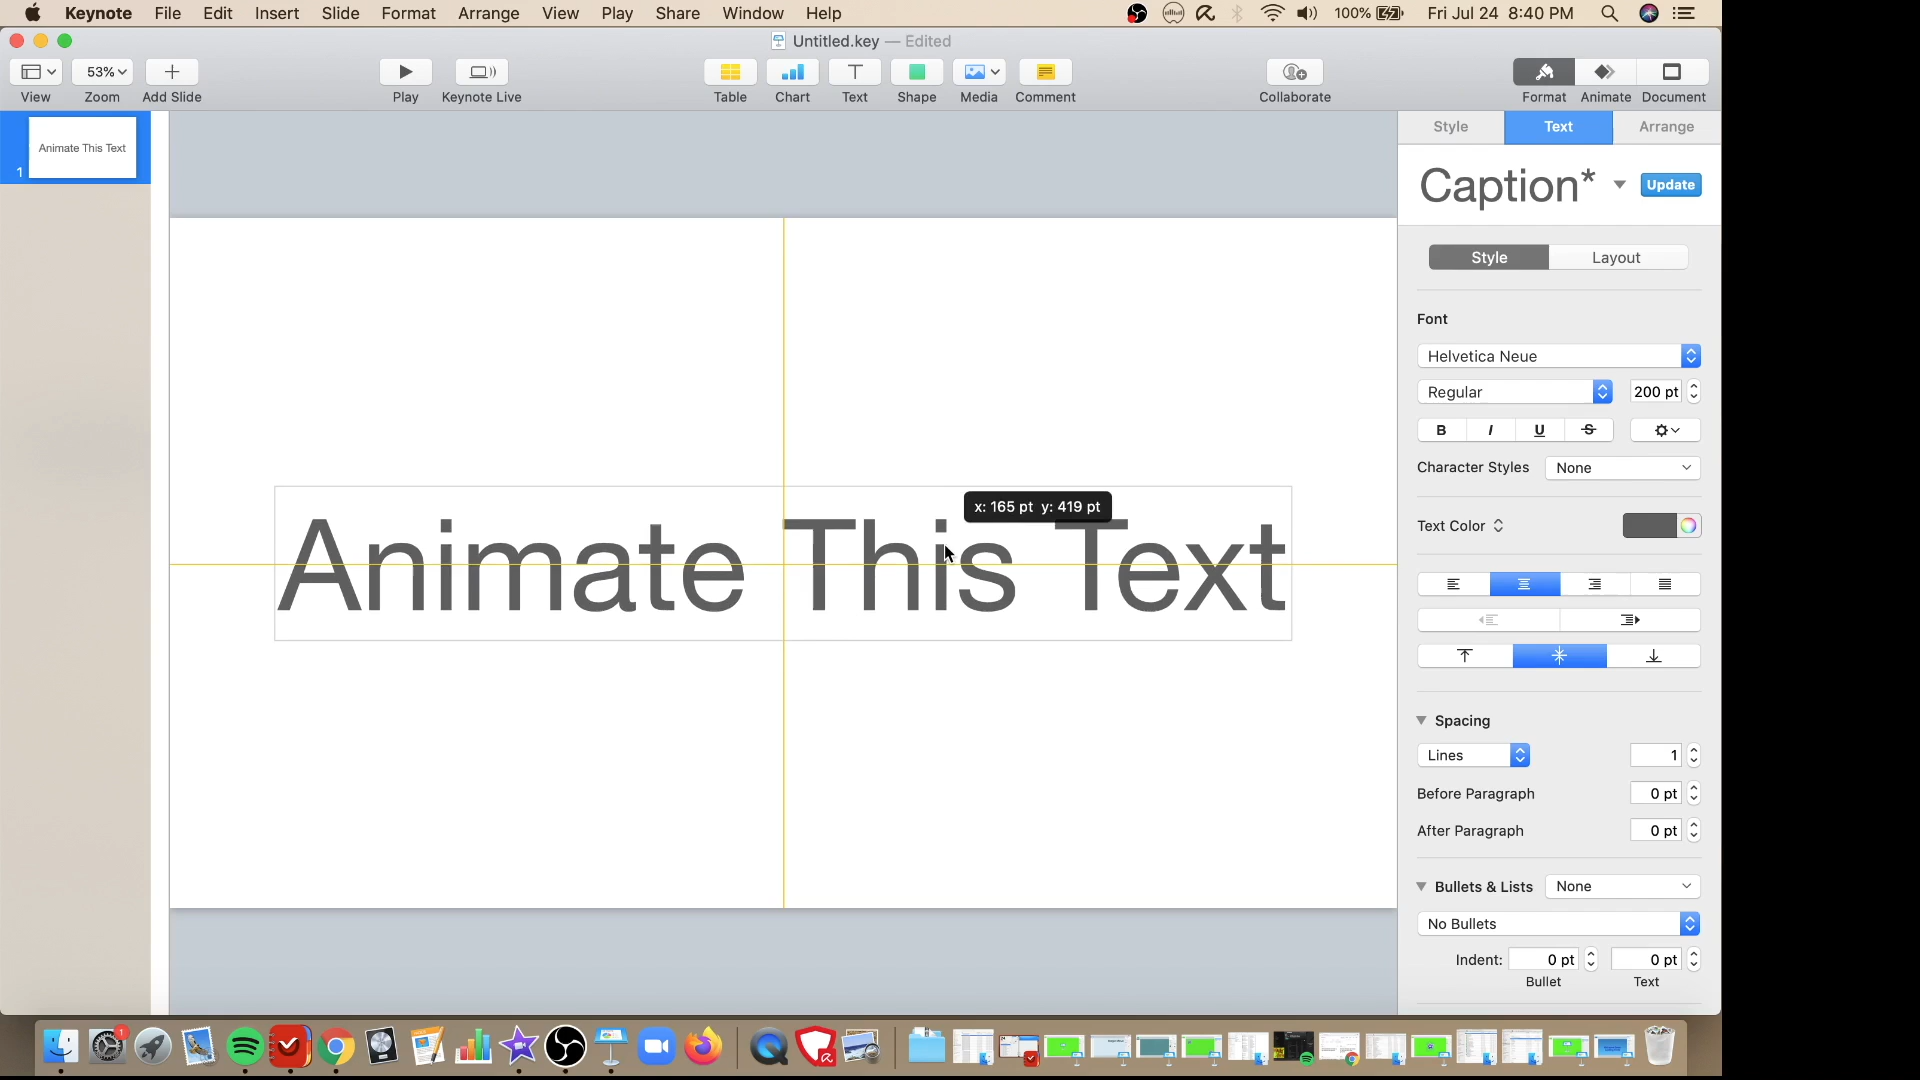 Keynote File Edit Insert Slide Format Arrange View Play Share Window Help 100% Fri Jul 24 8:40 PM
Untitled.key — Edited
53%
View Zoom Add Slide Play Keynote Live Table Chart Text Shape Media Comment Collaborate Format Animate Document
Style Text Arrange
Animate This Text
1
Caption* Update
Style Layout
Font
Helvetica Neue
Regular 200 pt
B I U S
Character Styles None
x: 165 pt y: 419 pt
Text Color
Animate This Text
Spacing
Lines 1
Before Paragraph 0 pt
After Paragraph 0 pt
Bullets & Lists None
No Bullets
Indent: 0 pt 0 pt
Bullet Text
1